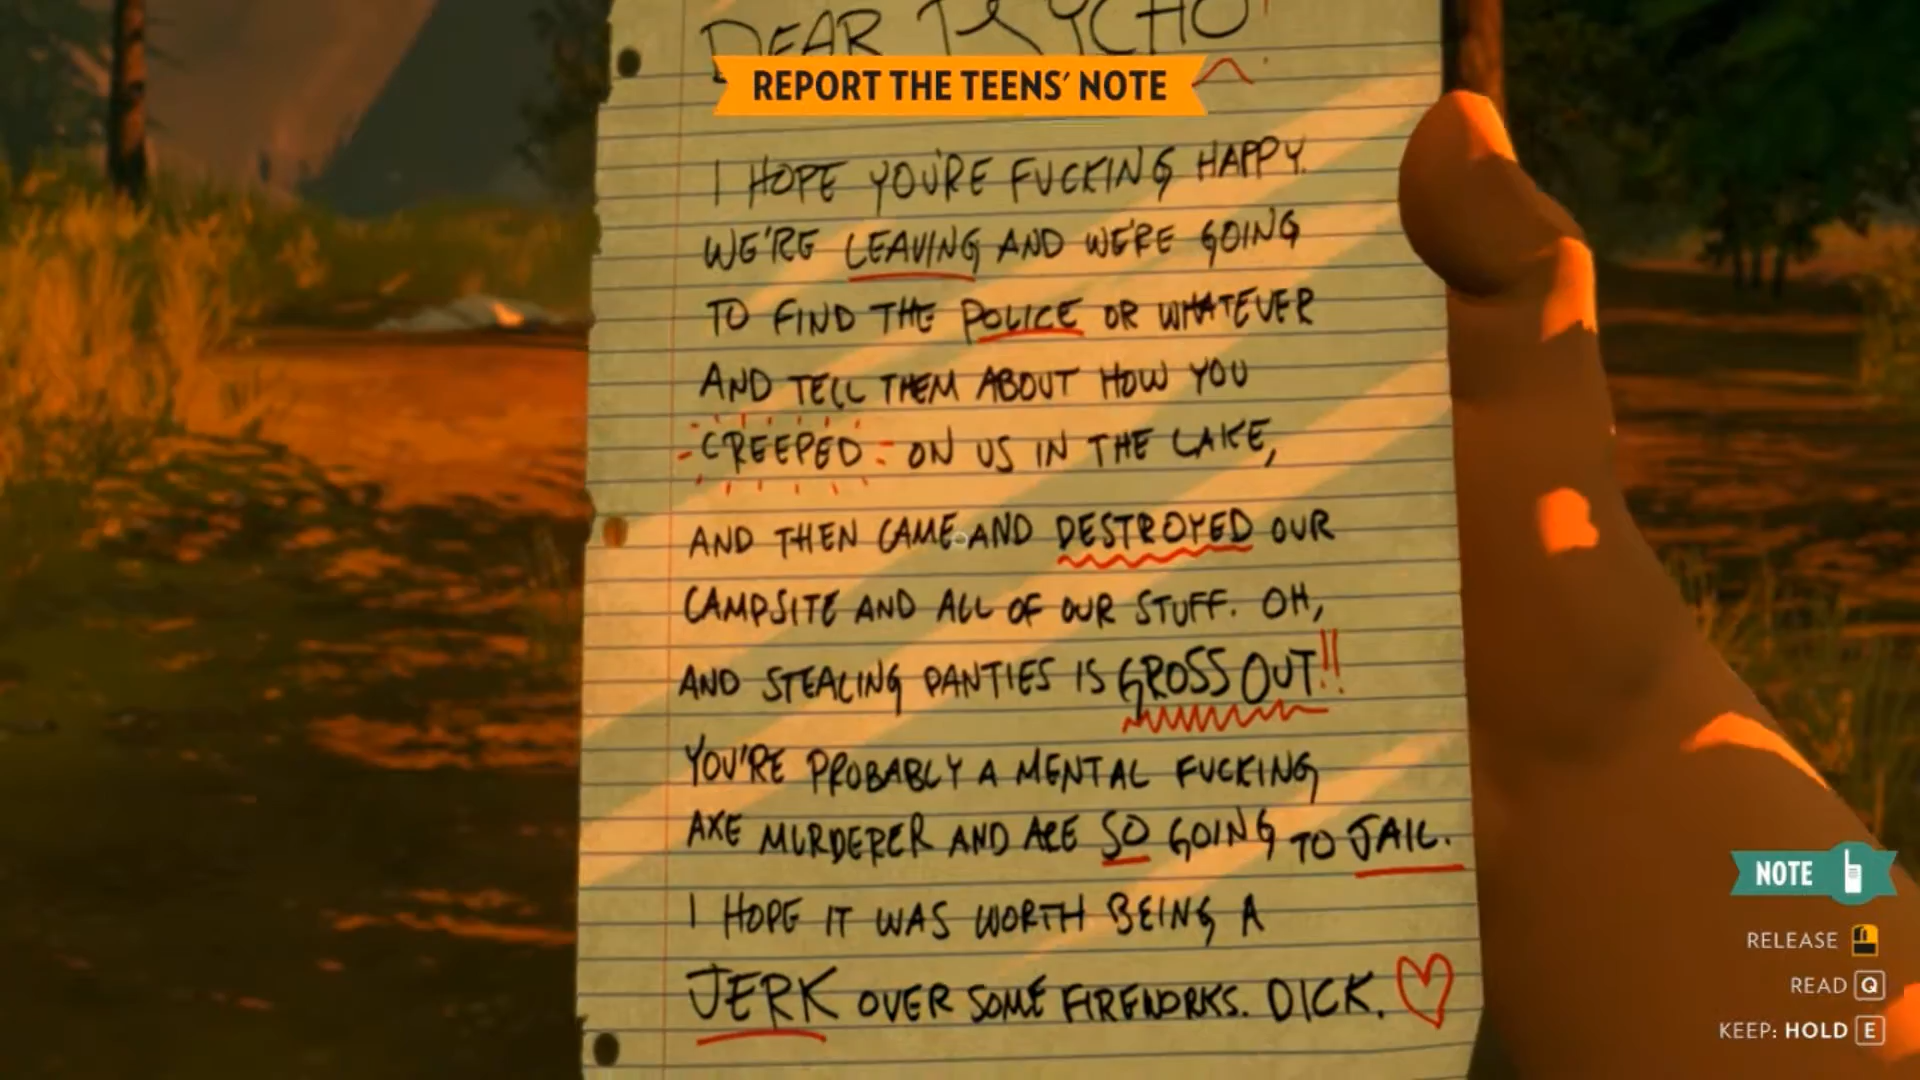 DEAR PSYCHO!
REPORT THE TEENS' NOTE
I HOPE YOU'RE FUCKING HAPPY.
WE'RE LEAVING AND WE'RE GOING
TO FIND THE POLICE OR WHATEVER
AND TELL THEM ABOUT HOW YOU
CREEPED ON US IN THE LAKE,
AND THEN CAME AND DESTROYED OUR
CAMPSITE AND ALL OF OUR STUFF. OH,
AND STEALING PANTIES IS GROSS OUT!!
YOU'RE PROBABLY A MENTAL FUCKING
AXE MURDERER AND ARE SO GOING TO JAIL.
I HOPE IT WAS WORTH BEING A
JERK OVER SOME FIREWORKS. DICK.
NOTE
RELEASE
READ Q
KEEP: HOLD E